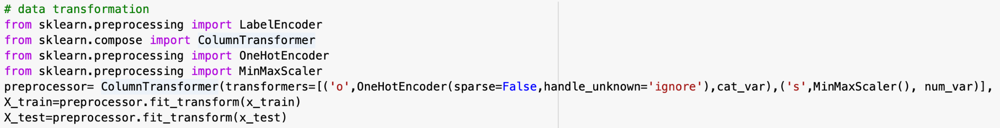 # data transformation
from sklearn.preprocessing import LabelEncoder
from sklearn.compose import ColumnTransformer
from sklearn.preprocessing import OneHotEncoder
from sklearn.preprocessing import MinMaxScaler
preprocessor= ColumnTransformer(transformers=[('o',OneHotEncoder(sparse=False,handle_unknown='ignore'),cat_var),('s',MinMaxScaler(), num_var)],
X_train=preprocessor.fit_transform(x_train)
X_test=preprocessor.fit_transform(x_test)